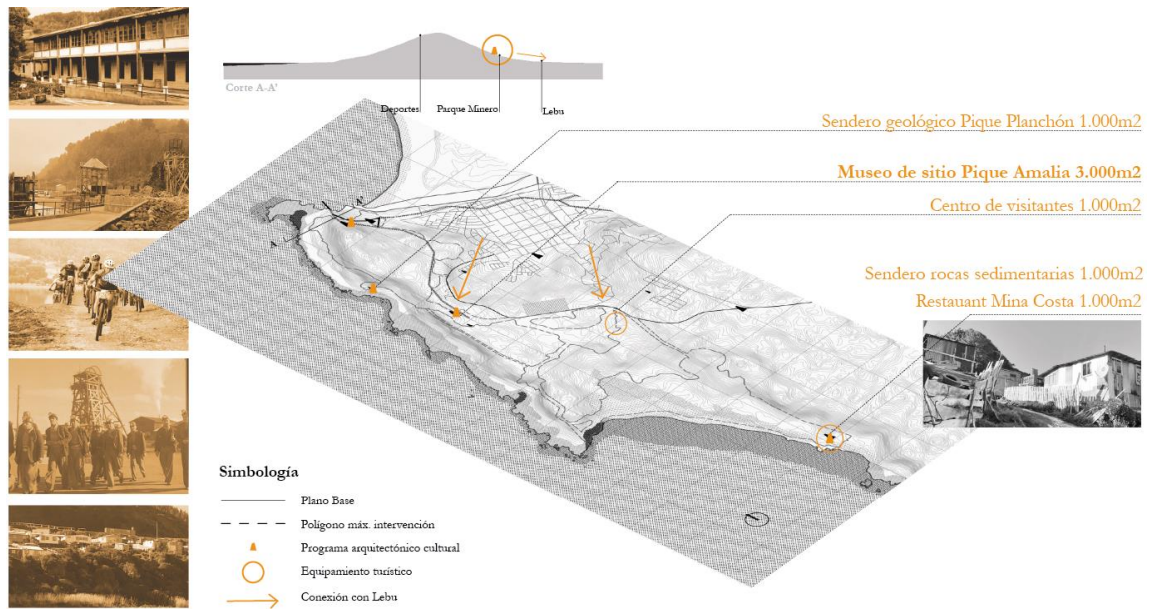 Corte A-A'
Deportes
Parque Minero
Lebu
Sendero geológico Pique Planchón 1.000m2
Museo de sitio Pique Amalia 3.000m2
Centro de visitantes 1.000m2
Sendero rocas sedimentarias 1.000m2
Restauant Mina Costa 1.000m2
A'
A
Simbología
Plano Base
Polígono máx. intervención
Programa arquitectónico cultural
Equipamiento turístico
Conexión con Lebu